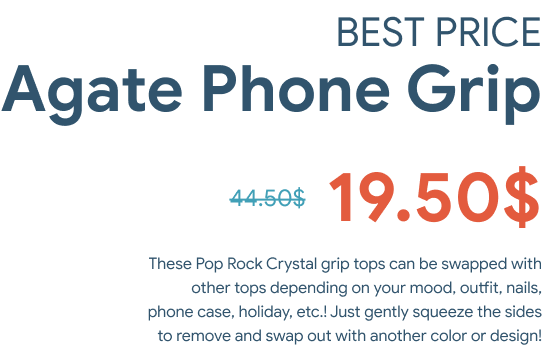 BEST PRICE
Agate Phone Grip
44.50$ 19.50$
These Pop Rock Crystal grip tops can be swapped with
other tops depending on your mood, outfit, nails,
phone case, holiday, etc.! Just gently squeeze the sides
to remove and swap out with another color or design!